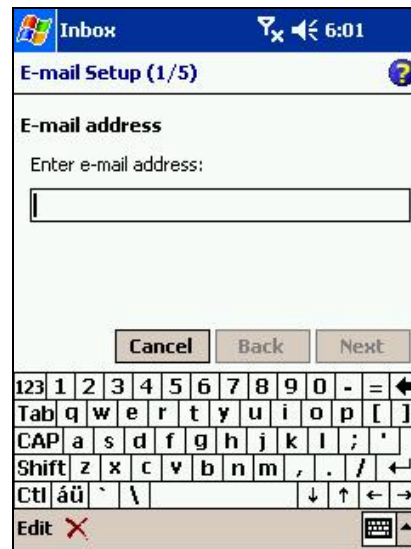 Inbox 6:01
E-mail Setup (1/5) ?
E-mail address
Enter e-mail address:
Cancel Back Next
123 1 2 3 4 5 6 7 8 9 0 - = ←
Tab q w e r t y u i o p [ ]
CAP a s d f g h j k l ; '
Shift z x c v b n m , . / ↵
Ctl áü ` \ ↓ ↑ ← →
Edit